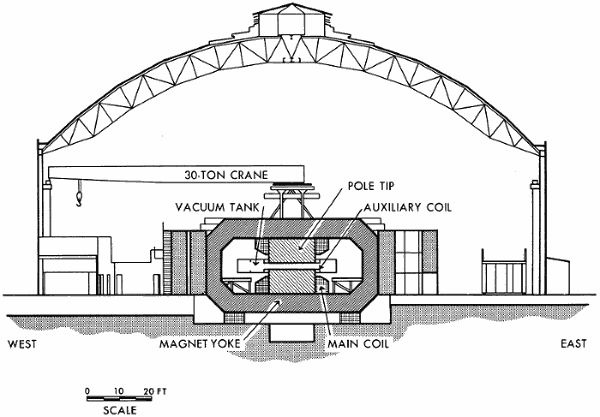 30-TON CRANE
POLE TIP
VACUUM TANK
AUXILIARY COIL
WEST
MAGNET YOKE
MAIN COIL
EAST
0 10 20 FT
SCALE